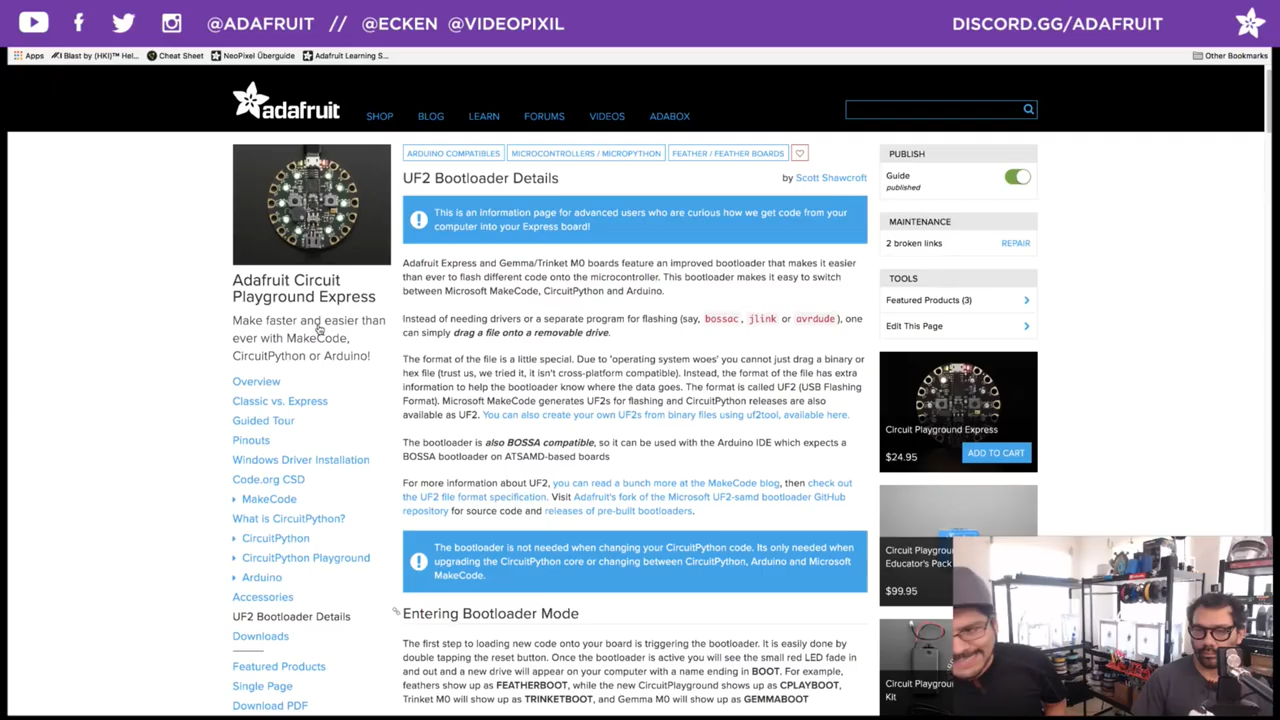 @ADAFRUIT // @ECKEN @VIDEOPIXIL
DISCORD.GG/ADAFRUIT
Apps
Blast by (HKI)™ Hel...
Cheat Sheet
NeoPixel Überguide
Adafruit Learning S...
Other Bookmarks
adafruit
SHOP
BLOG
LEARN
FORUMS
VIDEOS
ADABOX
Adafruit Circuit
Playground Express
Make faster and easier than
ever with MakeCode,
CircuitPython or Arduino!
Overview
Classic vs. Express
Guided Tour
Pinouts
Windows Driver Installation
Code.org CSD
MakeCode
What is CircuitPython?
CircuitPython
CircuitPython Playground
Arduino
Accessories
UF2 Bootloader Details
Downloads
Featured Products
Single Page
Download PDF
ARDUINO COMPATIBLES
MICROCONTROLLERS / MICROPYTHON
FEATHER / FEATHER BOARDS
UF2 Bootloader Details
by Scott Shawcroft
This is an information page for advanced users who are curious how we get code from your
computer into your Express board!
Adafruit Express and Gemma/Trinket M0 boards feature an improved bootloader that makes it easier
than ever to flash different code onto the microcontroller. This bootloader makes it easy to switch
between Microsoft MakeCode, CircuitPython and Arduino.
Instead of needing drivers or a separate program for flashing (say, bossac, jlink or avrdude), one
can simply drag a file onto a removable drive.
The format of the file is a little special. Due to 'operating system woes' you cannot just drag a binary or
hex file (trust us, we tried it, it isn't cross-platform compatible). Instead, the format of the file has extra
information to help the bootloader know where the data goes. The format is called UF2 (USB Flashing
Format). Microsoft MakeCode generates UF2s for flashing and CircuitPython releases are also
available as UF2. You can also create your own UF2s from binary files using uf2tool, available here.
The bootloader is also BOSSA compatible, so it can be used with the Arduino IDE which expects a
BOSSA bootloader on ATSAMD-based boards
For more information about UF2, you can read a bunch more at the MakeCode blog, then check out
the UF2 file format specification. Visit Adafruit's fork of the Microsoft UF2-samd bootloader GitHub
repository for source code and releases of pre-built bootloaders.
The bootloader is not needed when changing your CircuitPython code. Its only needed when
upgrading the CircuitPython core or changing between CircuitPython, Arduino and Microsoft
MakeCode.
Entering Bootloader Mode
The first step to loading new code onto your board is triggering the bootloader. It is easily done by
double tapping the reset button. Once the bootloader is active you will see the small red LED fade in
and out and a new drive will appear on your computer with a name ending in BOOT. For example,
feathers show up as FEATHERBOOT, while the new CircuitPlayground shows up as CPLAYBOOT,
Trinket M0 will show up as TRINKETBOOT, and Gemma M0 will show up as GEMMABOOT
PUBLISH
Guide
published
MAINTENANCE
2 broken links
REPAIR
TOOLS
Featured Products (3)
Edit This Page
Circuit Playground Express
$24.95
ADD TO CART
Circuit Playgrou
Educator's Pack
$99.95
Circuit Playgrou
Kit